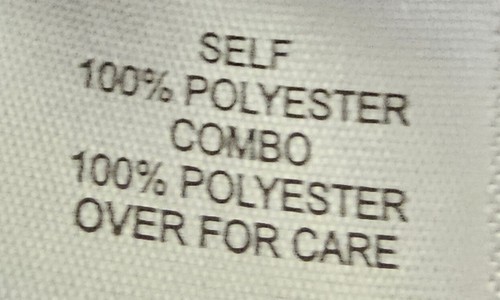 SELF
100% POLYESTER
COMBO
100% POLYESTER
OVER FOR CARE